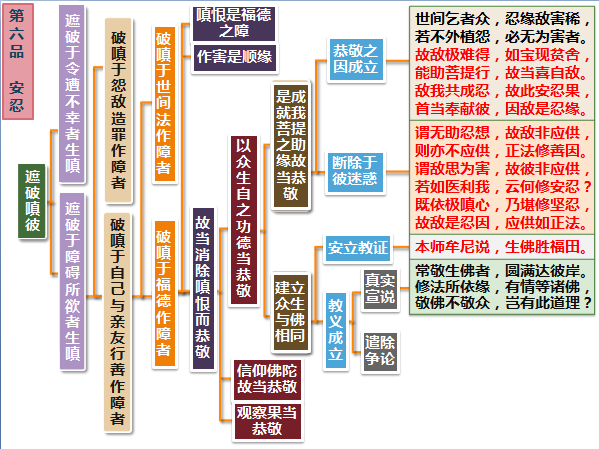 第六品 安忍
遮破嗔彼
遮破于令遭不幸者生嗔
遮破于障碍所欲者生嗔
破嗔于怨敌造罪作障者
破嗔于自己与亲友行善作障者
破嗔于世间法作障者
破嗔于福德作障者
嗔恨是福德
之障
作害是顺缘
故当消除嗔恨而恭敬
以众生自之功德当恭敬
信仰佛陀
故当恭敬
观察果当
恭敬
是成就我菩提之助缘故当恭敬
建立众生与佛相同
恭敬之
因成立
断除于
彼迷惑
安立教证
教义成立
真实宣说
遣除争论
世间乞者众，忍缘敌害稀，
若不外植怨，必无为害者。
故敌极难得，如宝现贫舍，
能助菩提行，故当喜自敌。
敌我共成忍，故此安忍果，
首当奉献彼，因敌是忍缘。
谓无助忍想，故敌非应供，
则亦不应供，正法修善因。
谓敌思为害，故彼非应供，
若如医利我，云何修安忍？
既依极嗔心，乃堪修坚忍，
故敌是忍因，应供如正法。
本师牟尼说，生佛胜福田。
常敬生佛者，圆满达彼岸。
修法所依缘，有情等诸佛，
敬佛不敬众，岂有此道理？